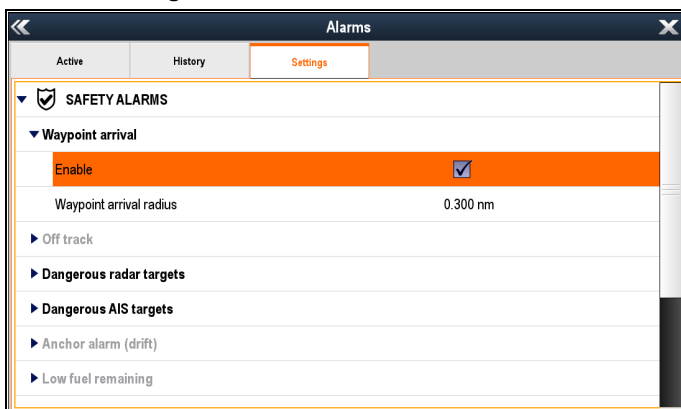 Alarms
Active History Settings
SAFETY ALARMS
Waypoint arrival
Enable
Waypoint arrival radius 0.300 nm
Off track
Dangerous radar targets
Dangerous AIS targets
Anchor alarm (drift)
Low fuel remaining